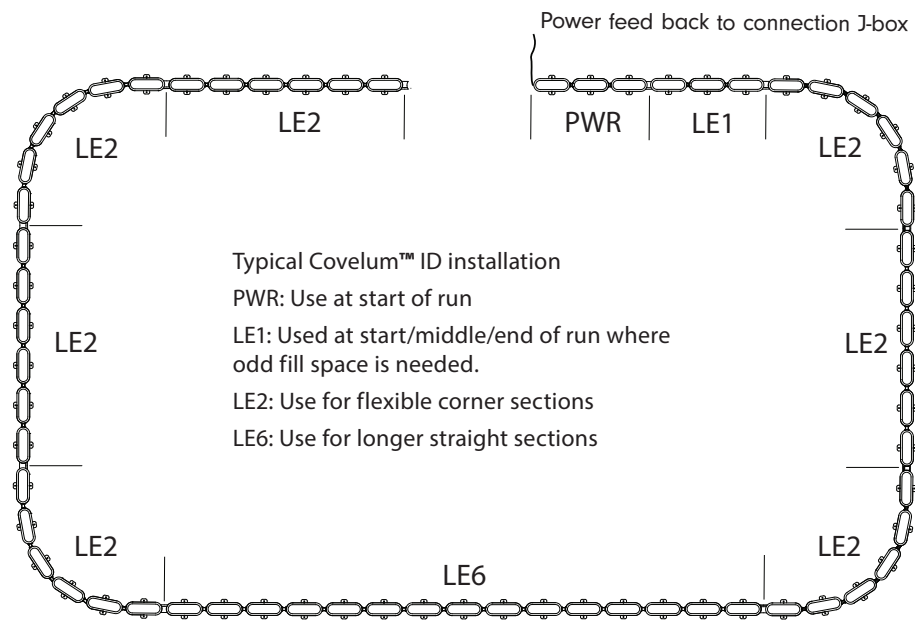 Power feed back to connection J-box
LE2
PWR
LE1
LE2
LE2
Typical Covelum™ ID installation
PWR: Use at start of run
LE1: Used at start/middle/end of run where
odd fill space is needed.
LE2: Use for flexible corner sections
LE6: Use for longer straight sections
LE2
LE2
LE2
LE2
LE6